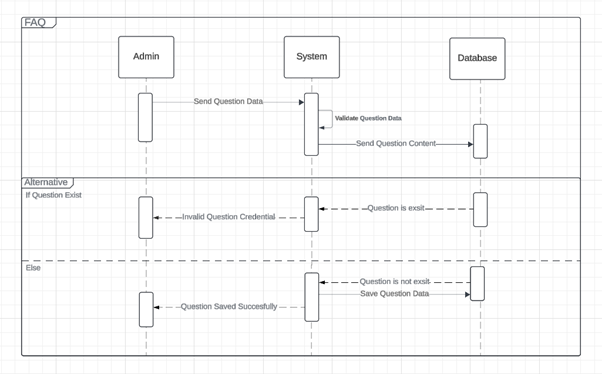 FAQ
Admin
System
Database
Send Question Data
Validate Question Data
Send Question Content
Alternative
If Question Exist
Question is exsit
Invalid Question Credential
Else
Question is not exsit
Save Question Data
Question Saved Succesfully